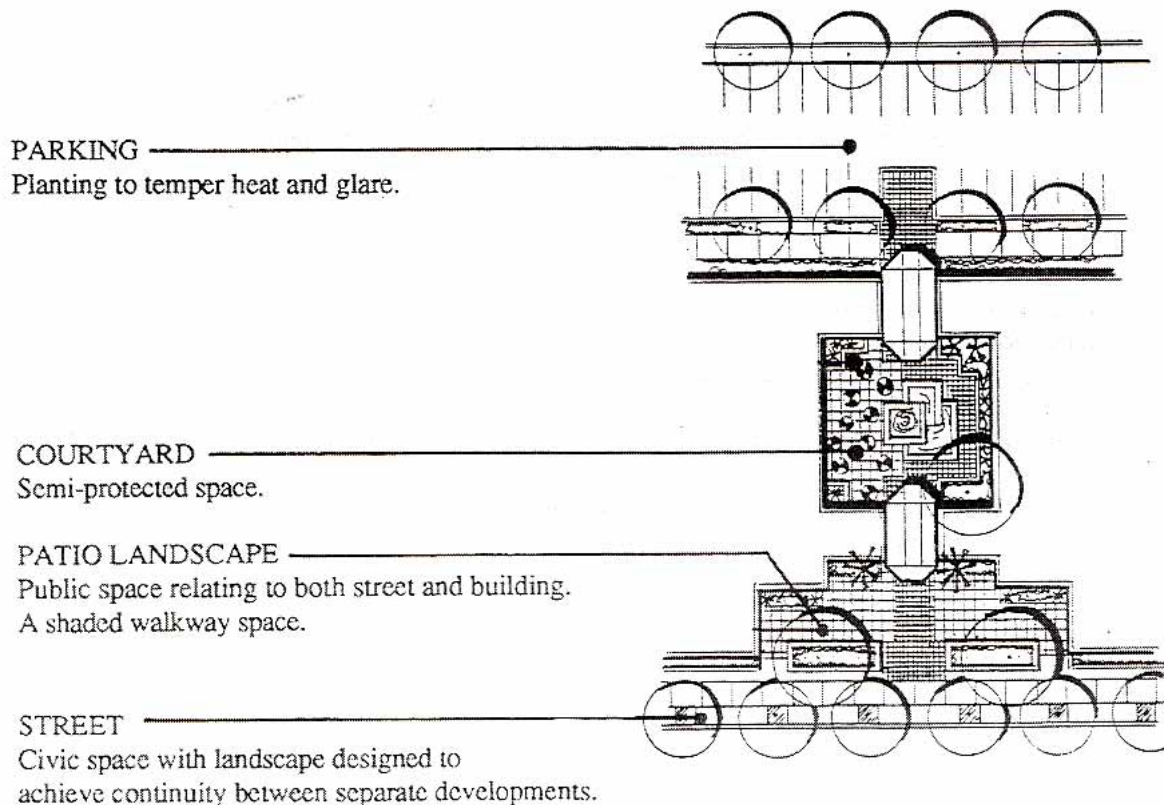 PARKING
Planting to temper heat and glare.
COURTYARD
Semi-protected space.
PATIO LANDSCAPE
Public space relating to both street and building.
A shaded walkway space.
STREET
Civic space with landscape designed to
achieve continuity between separate developments.